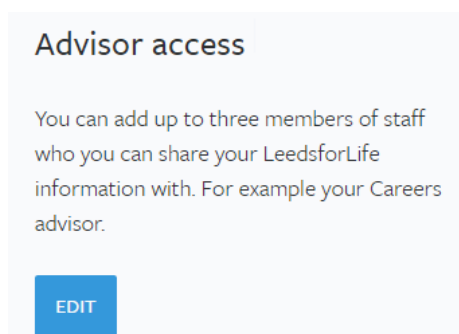 Advisor access
You can add up to three members of staff
who you can share your LeedsforLife
information with. For example your Careers
advisor.
EDIT